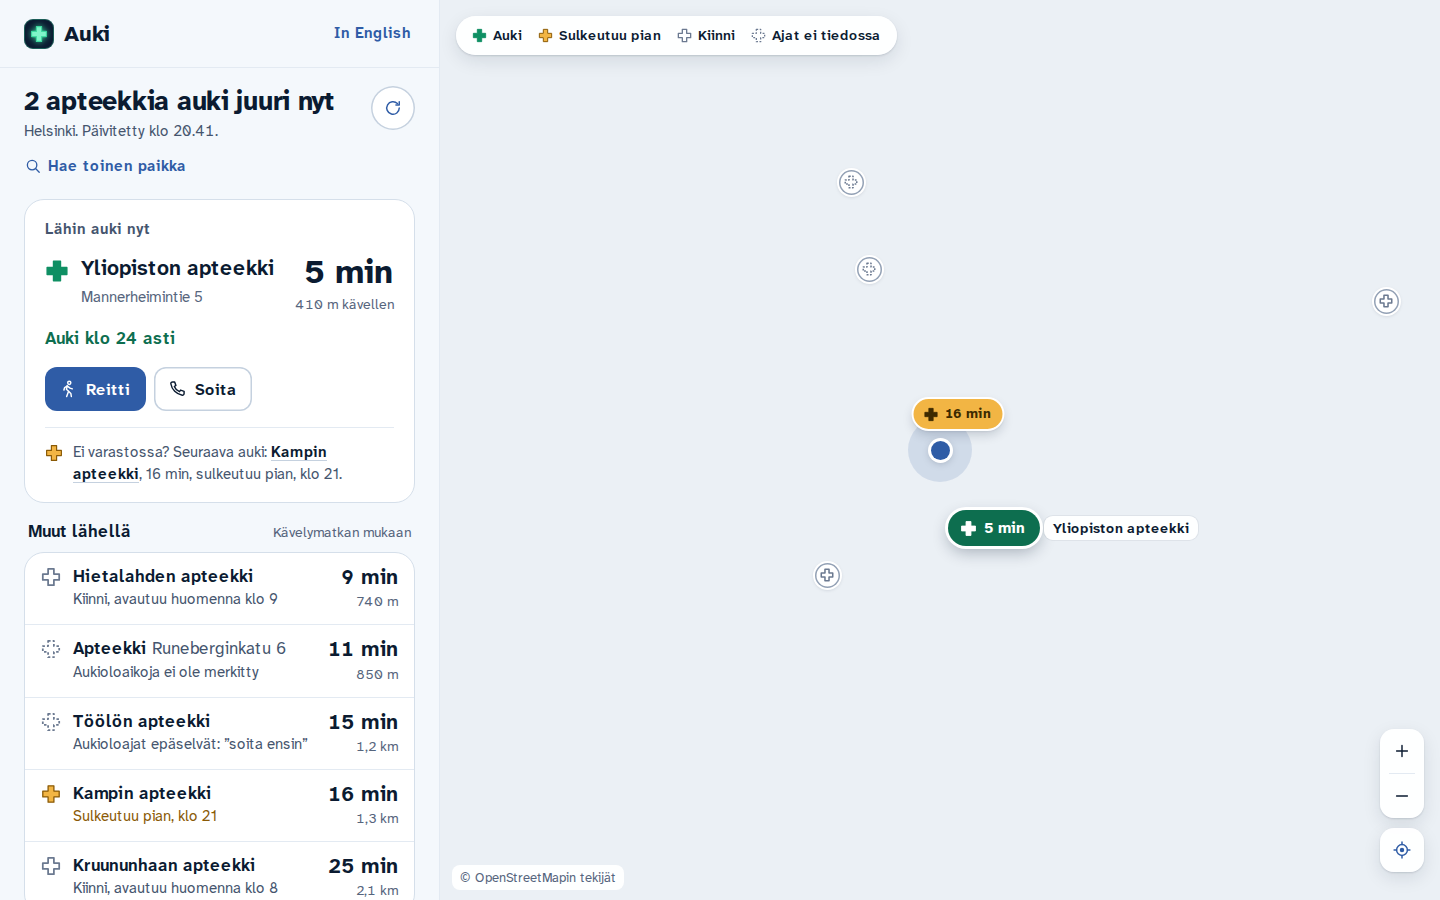 Auki
In English
2 apteekkia auki juuri nyt
Helsinki. Päivitetty klo 20.41.
Hae toinen paikka
Lähin auki nyt
Yliopiston apteekki
5 min
Mannerheimintie 5
410 m kävellen
Auki klo 24 asti
Reitti
Soita
Ei varastossa? Seuraava auki: Kampin
apteekki, 16 min, sulkeutuu pian, klo 21.
Muut lähellä
Kävelymatkan mukaan
Hietalahden apteekki
9 min
Kiinni, avautuu huomenna klo 9
740 m
Apteekki Runeberginkatu 6
11 min
Aukioloaikoja ei ole merkitty
850 m
Töölön apteekki
15 min
Aukioloajat epäselvät: ”soita ensin”
1,2 km
Kampin apteekki
16 min
Sulkeutuu pian, klo 21
1,3 km
Kruununhaan apteekki
25 min
Kiinni, avautuu huomenna klo 8
2,1 km
Auki
Sulkeutuu pian
Kiinni
Ajat ei tiedossa
16 min
5 min
Yliopiston apteekki
+
−
© OpenStreetMapin tekijät